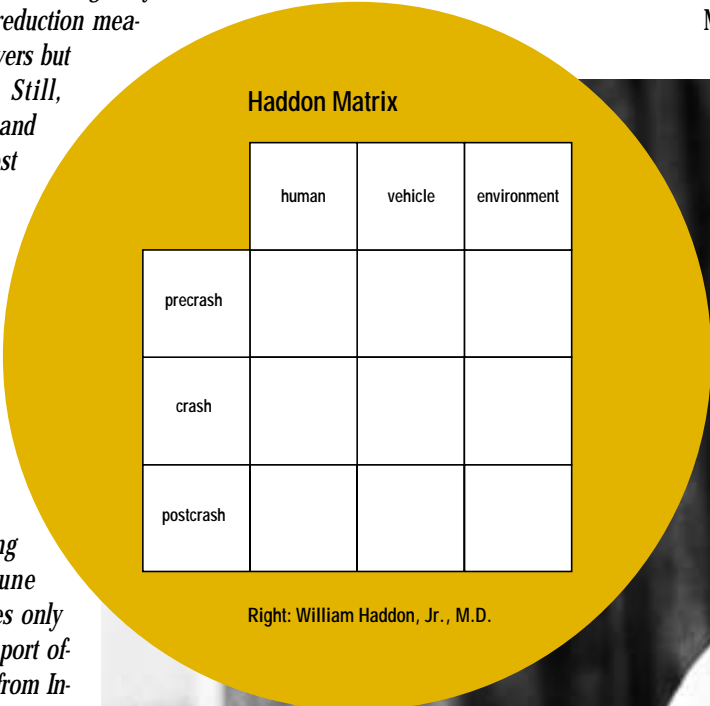 reduction mea-
vers but
Still,
and
st
M
Haddon Matrix
human vehicle environment
precrash
crash
postcrash
ng
une
es only
port of-
from In-
Right: William Haddon, Jr., M.D.